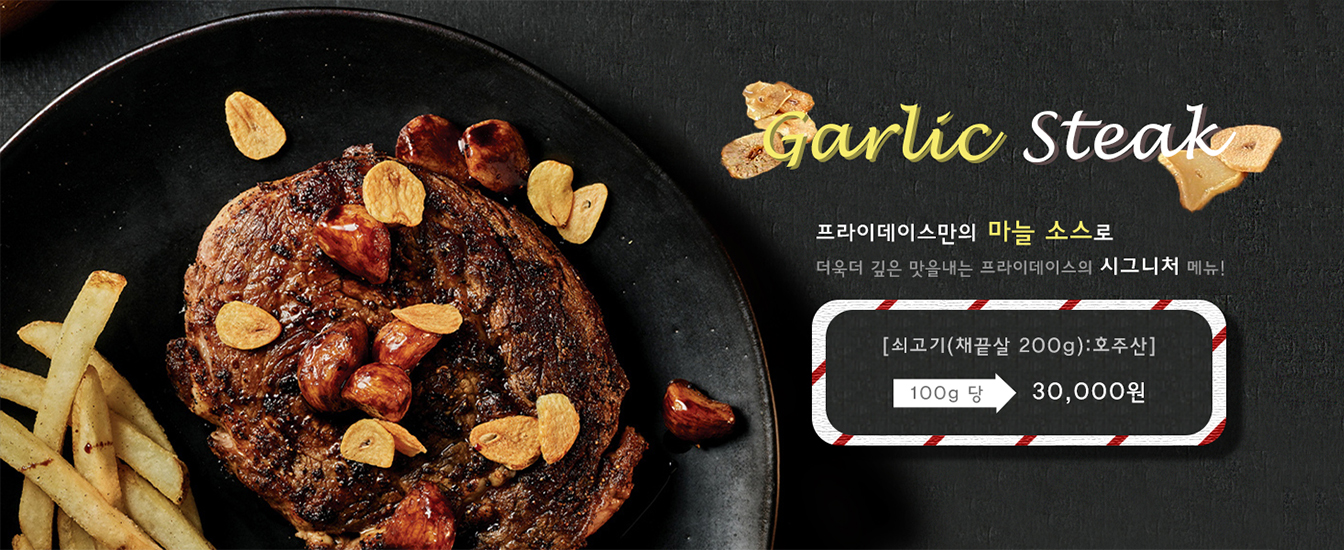 Garlic Steak
프라이데이스만의 마늘 소스로
더욱더 깊은 맛을내는 프라이데이스의 시그니처 메뉴!
[쇠고기(채끝살 200g):호주산]
100g 당 30,000원